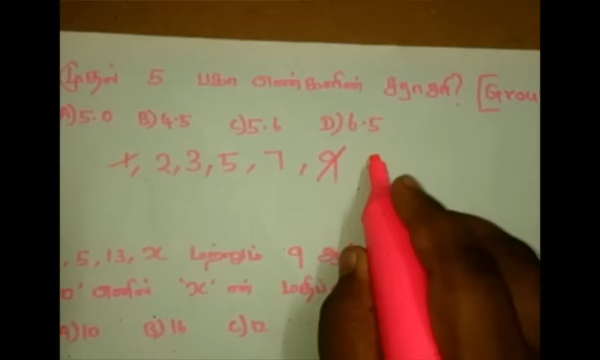 முதல் 5 பகா எண்களின் சராசரி? [Grou
A) 5.0 B) 4.5 C) 5.6 D) 6.5
1, 2, 3, 5, 7, 9
, 5, 13, x மற்றும் 9
' எனில் 'x' ன்
A) 10 B) 16 C) 12